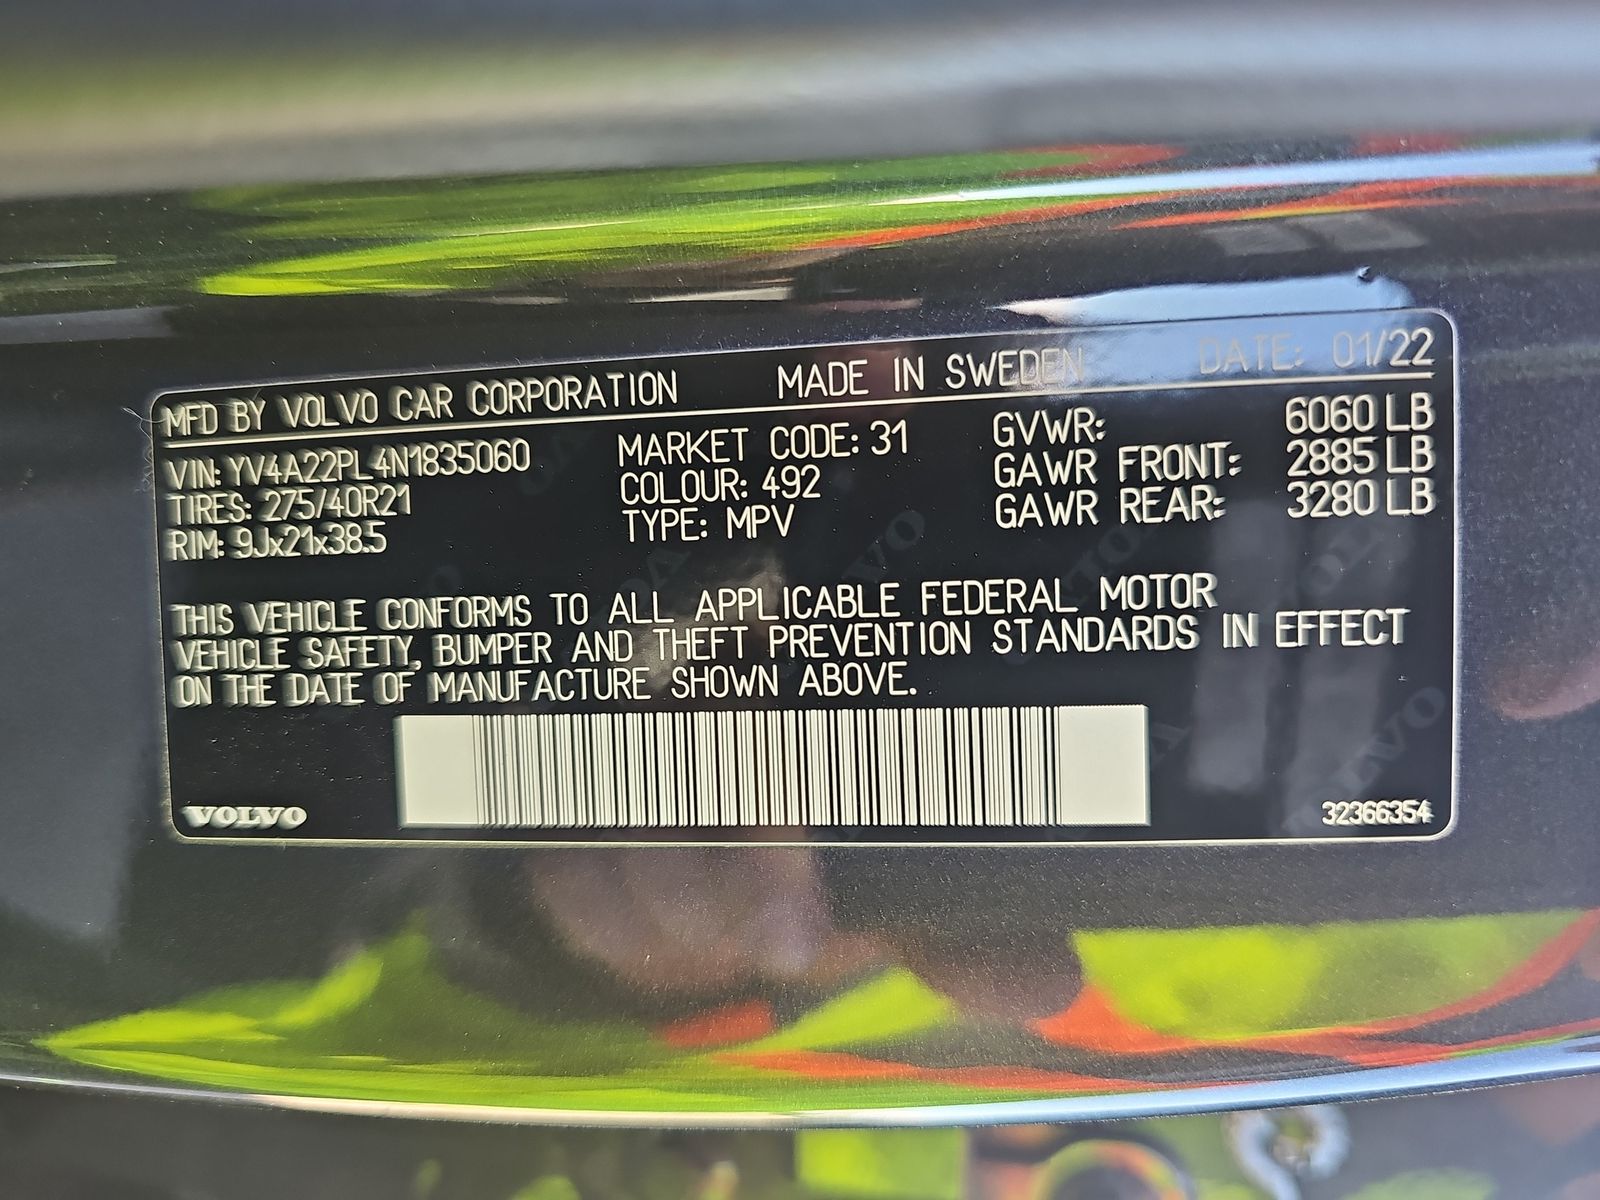 MFD BY VOLVO CAR CORPORATION MADE IN SWEDEN DATE: 01/22
VIN: YV4A22PL4N1835060 MARKET CODE: 31 GVWR: 6060 LB
TIRES: 275/40R21 COLOUR: 492 GAWR FRONT: 2885 LB
RIM: 9Jx21x38.5 TYPE: MPV GAWR REAR: 3280 LB
THIS VEHICLE CONFORMS TO ALL APPLICABLE FEDERAL MOTOR
VEHICLE SAFETY, BUMPER AND THEFT PREVENTION STANDARDS IN EFFECT
ON THE DATE OF MANUFACTURE SHOWN ABOVE.
VOLVO 32366354